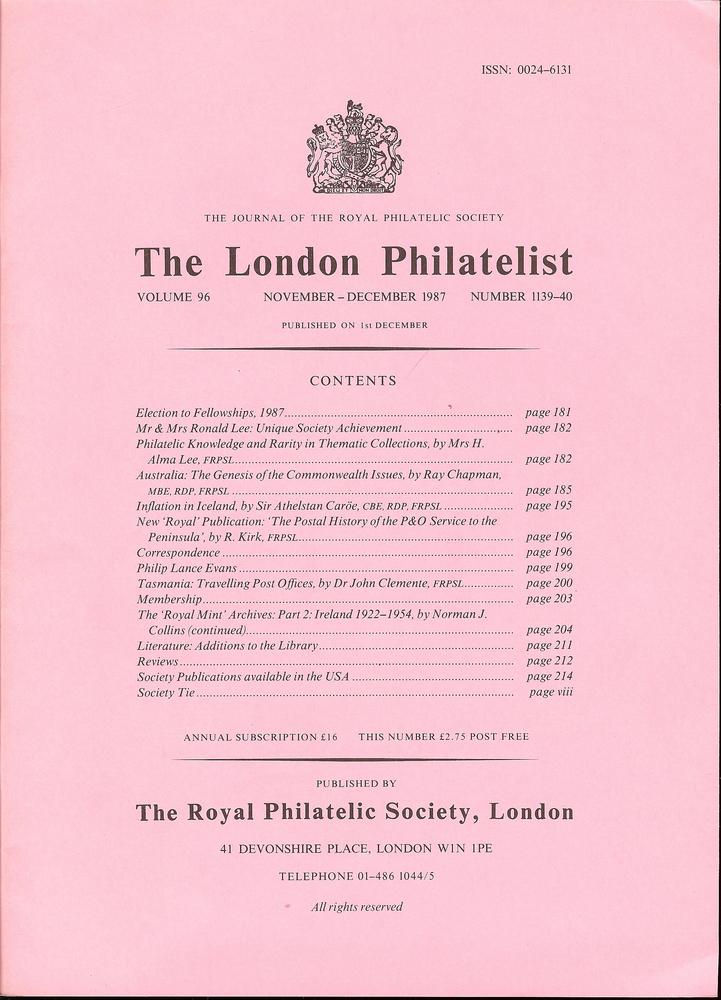 ISSN: 0024–6131
THE JOURNAL OF THE ROYAL PHILATELIC SOCIETY
The London Philatelist
VOLUME 96 NOVEMBER – DECEMBER 1987 NUMBER 1139–40
PUBLISHED ON 1st DECEMBER
CONTENTS
Election to Fellowships, 1987 page 181
Mr & Mrs Ronald Lee: Unique Society Achievement page 182
Philatelic Knowledge and Rarity in Thematic Collections, by Mrs H.
Alma Lee, FRPSL page 182
Australia: The Genesis of the Commonwealth Issues, by Ray Chapman,
MBE, RDP, FRPSL page 185
Inflation in Iceland, by Sir Athelstan Caröe, CBE, RDP, FRPSL page 195
New ‘Royal’ Publication: ‘The Postal History of the P&O Service to the
Peninsula’, by R. Kirk, FRPSL page 196
Correspondence page 196
Philip Lance Evans page 199
Tasmania: Travelling Post Offices, by Dr John Clemente, FRPSL page 200
Membership page 203
The ‘Royal Mint’ Archives: Part 2: Ireland 1922–1954, by Norman J.
Collins (continued) page 204
Literature: Additions to the Library page 211
Reviews page 212
Society Publications available in the USA page 214
Society Tie page viii
ANNUAL SUBSCRIPTION £16 THIS NUMBER £2.75 POST FREE
PUBLISHED BY
The Royal Philatelic Society, London
41 DEVONSHIRE PLACE, LONDON W1N 1PE
TELEPHONE 01–486 1044/5
All rights reserved